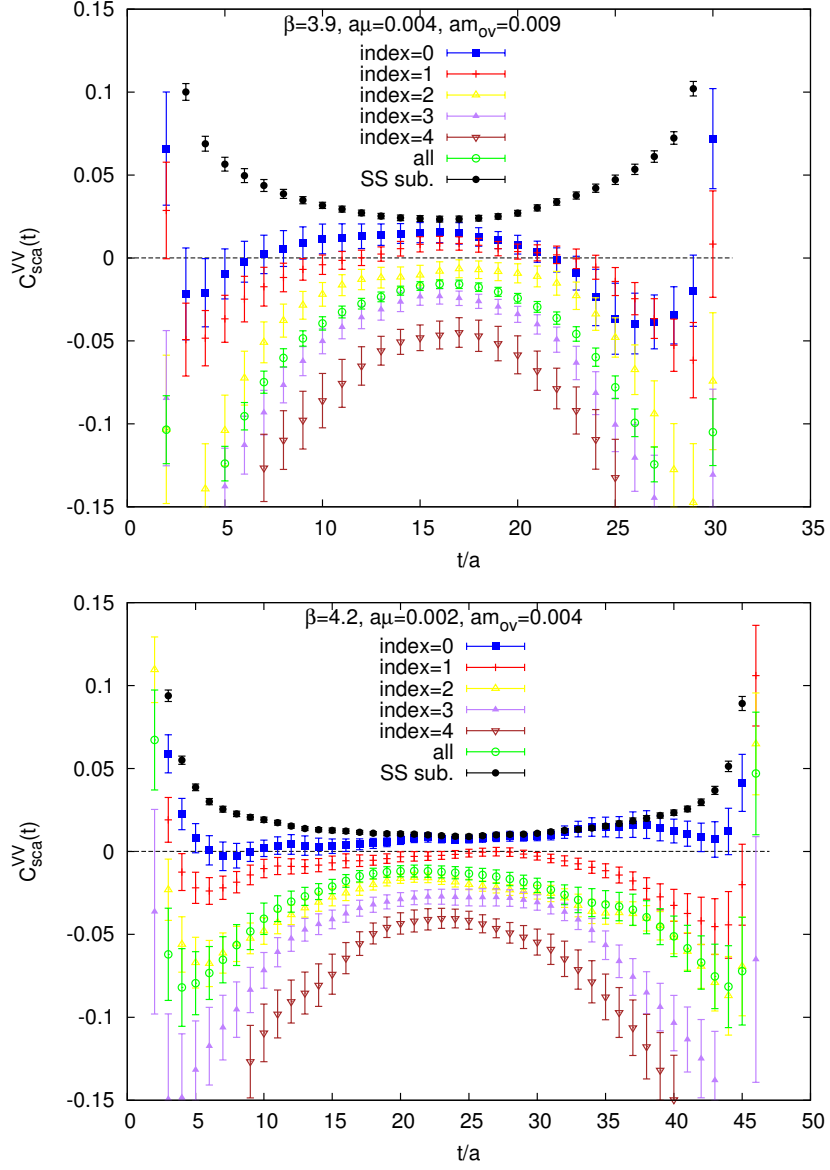 0.15
β=3.9, aμ=0.004, am_ov=0.009
index=0
index=1
index=2
index=3
index=4
all
SS sub.
0.1
0.05
0
-0.05
-0.1
-0.15
C^VV_sca(t)
0 5 10 15 20 25 30 35
t/a
0.15
β=4.2, aμ=0.002, am_ov=0.004
index=0
index=1
index=2
index=3
index=4
all
SS sub.
0.1
0.05
0
-0.05
-0.1
-0.15
C^VV_sca(t)
0 5 10 15 20 25 30 35 40 45 50
t/a